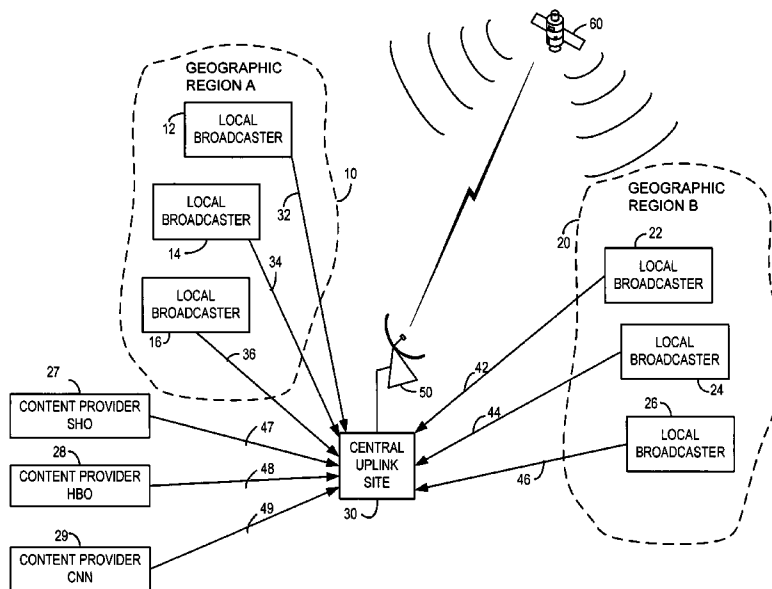 60
GEOGRAPHIC
REGION A
12
LOCAL
BROADCASTER
10
32
LOCAL
BROADCASTER
14
34
LOCAL
BROADCASTER
16
36
GEOGRAPHIC
REGION B
20
22
LOCAL
BROADCASTER
42
LOCAL
BROADCASTER
24
44
26
LOCAL
BROADCASTER
46
50
27
CONTENT PROVIDER
SHO
47
28
CONTENT PROVIDER
HBO
48
29
CONTENT PROVIDER
CNN
49
CENTRAL
UPLINK
SITE
30